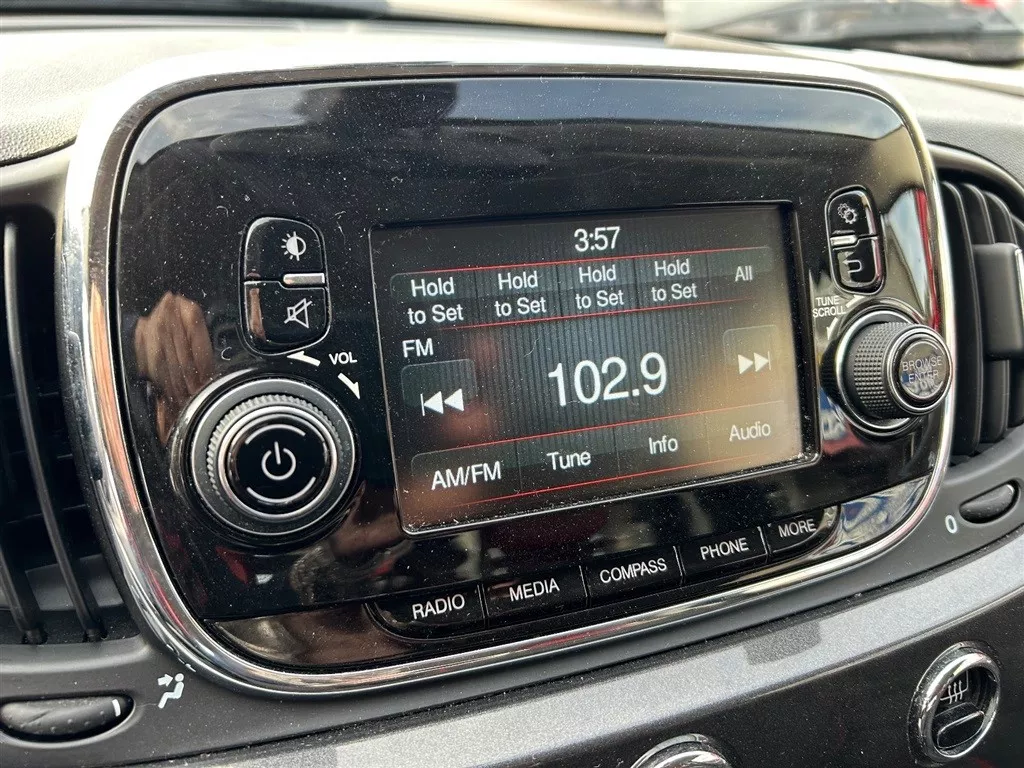 3:57
Hold to Set
Hold to Set
Hold to Set
Hold to Set
All
VOL
TUNE
SCROLL
FM
102.9
BROWSE
ENTER
AM/FM
Tune
Info
Audio
RADIO
MEDIA
COMPASS
PHONE
MORE
0